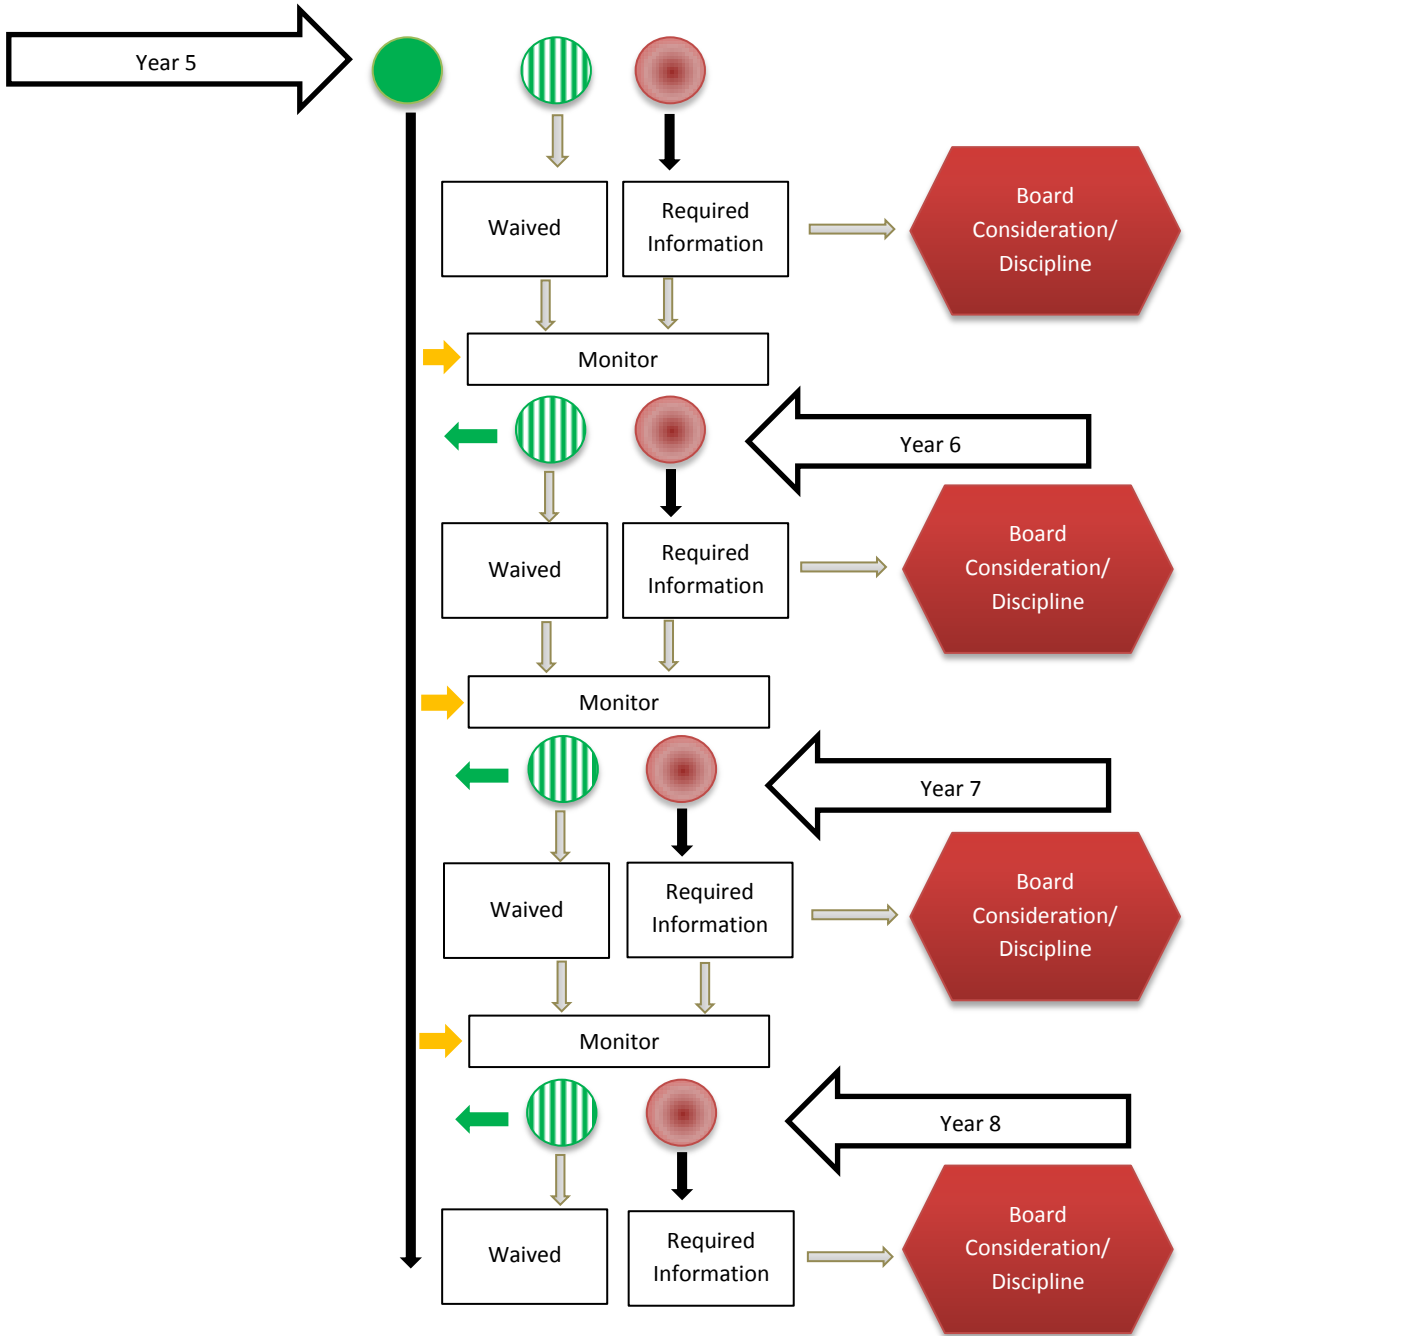 Year 5
Waived
Required
Information
Board
Consideration/
Discipline
Monitor
Year 6
Waived
Required
Information
Board
Consideration/
Discipline
Monitor
Year 7
Waived
Required
Information
Board
Consideration/
Discipline
Monitor
Year 8
Waived
Required
Information
Board
Consideration/
Discipline